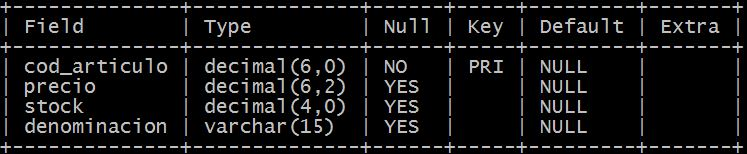 +--------------+--------------+------+-----+---------+-------+
| Field        | Type         | Null | Key | Default | Extra |
+--------------+--------------+------+-----+---------+-------+
| cod_articulo | decimal(6,0) | NO   | PRI | NULL    |       |
| precio       | decimal(6,2) | YES  |     | NULL    |       |
| stock        | decimal(4,0) | YES  |     | NULL    |       |
| denominacion | varchar(15)  | YES  |     | NULL    |       |
+--------------+--------------+------+-----+---------+-------+